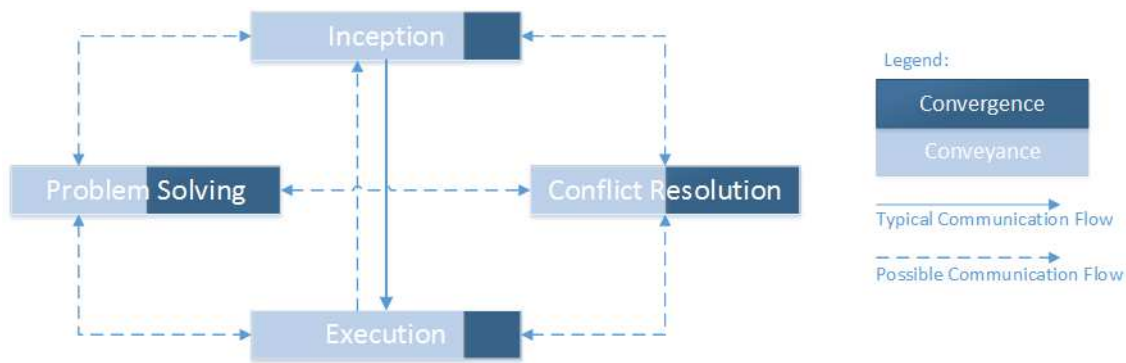 Inception
Legend:
Convergence
Conveyance
Problem Solving
Conflict Resolution
Typical Communication Flow
Possible Communication Flow
Execution